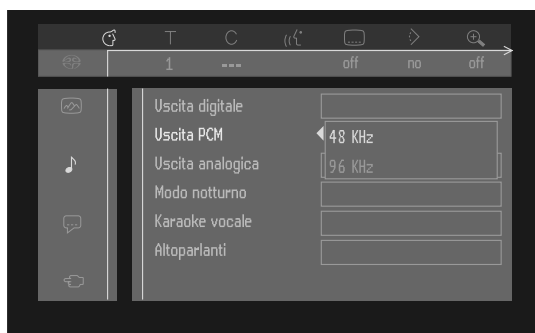 T C
1 --- off no off
Uscita digitale
Uscita PCM 48 KHz
Uscita analogica 96 KHz
Modo notturno
Karaoke vocale
Altoparlanti